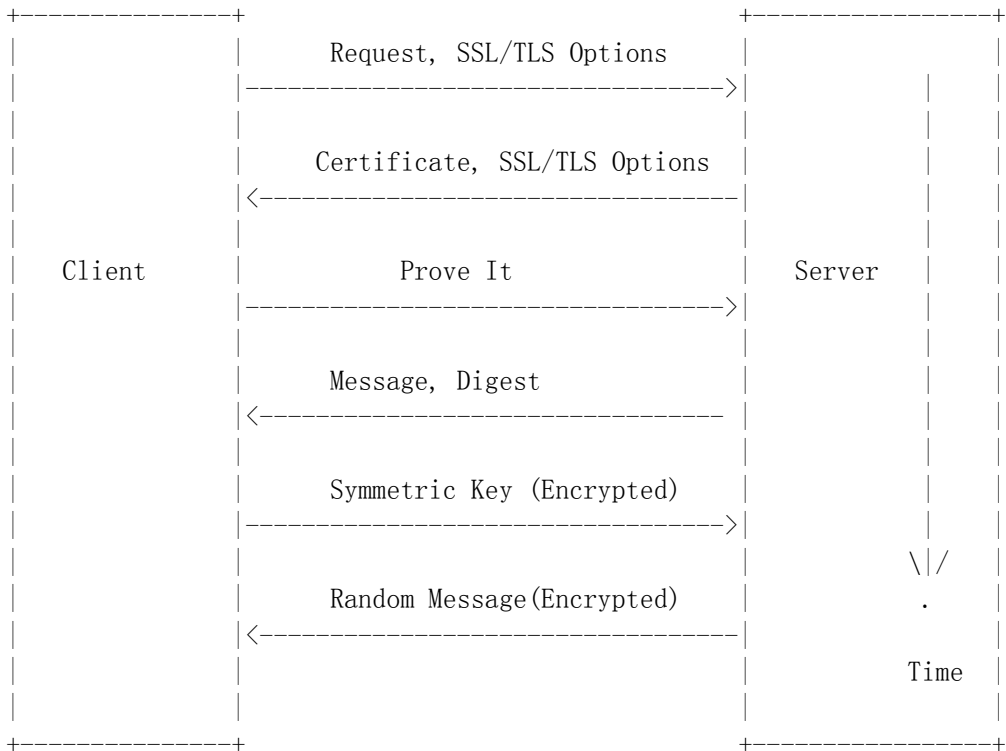 Request, SSL/TLS Options
Certificate, SSL/TLS Options
Client
Prove It
Server
Message, Digest
Symmetric Key (Encrypted)
Random Message(Encrypted)
Time